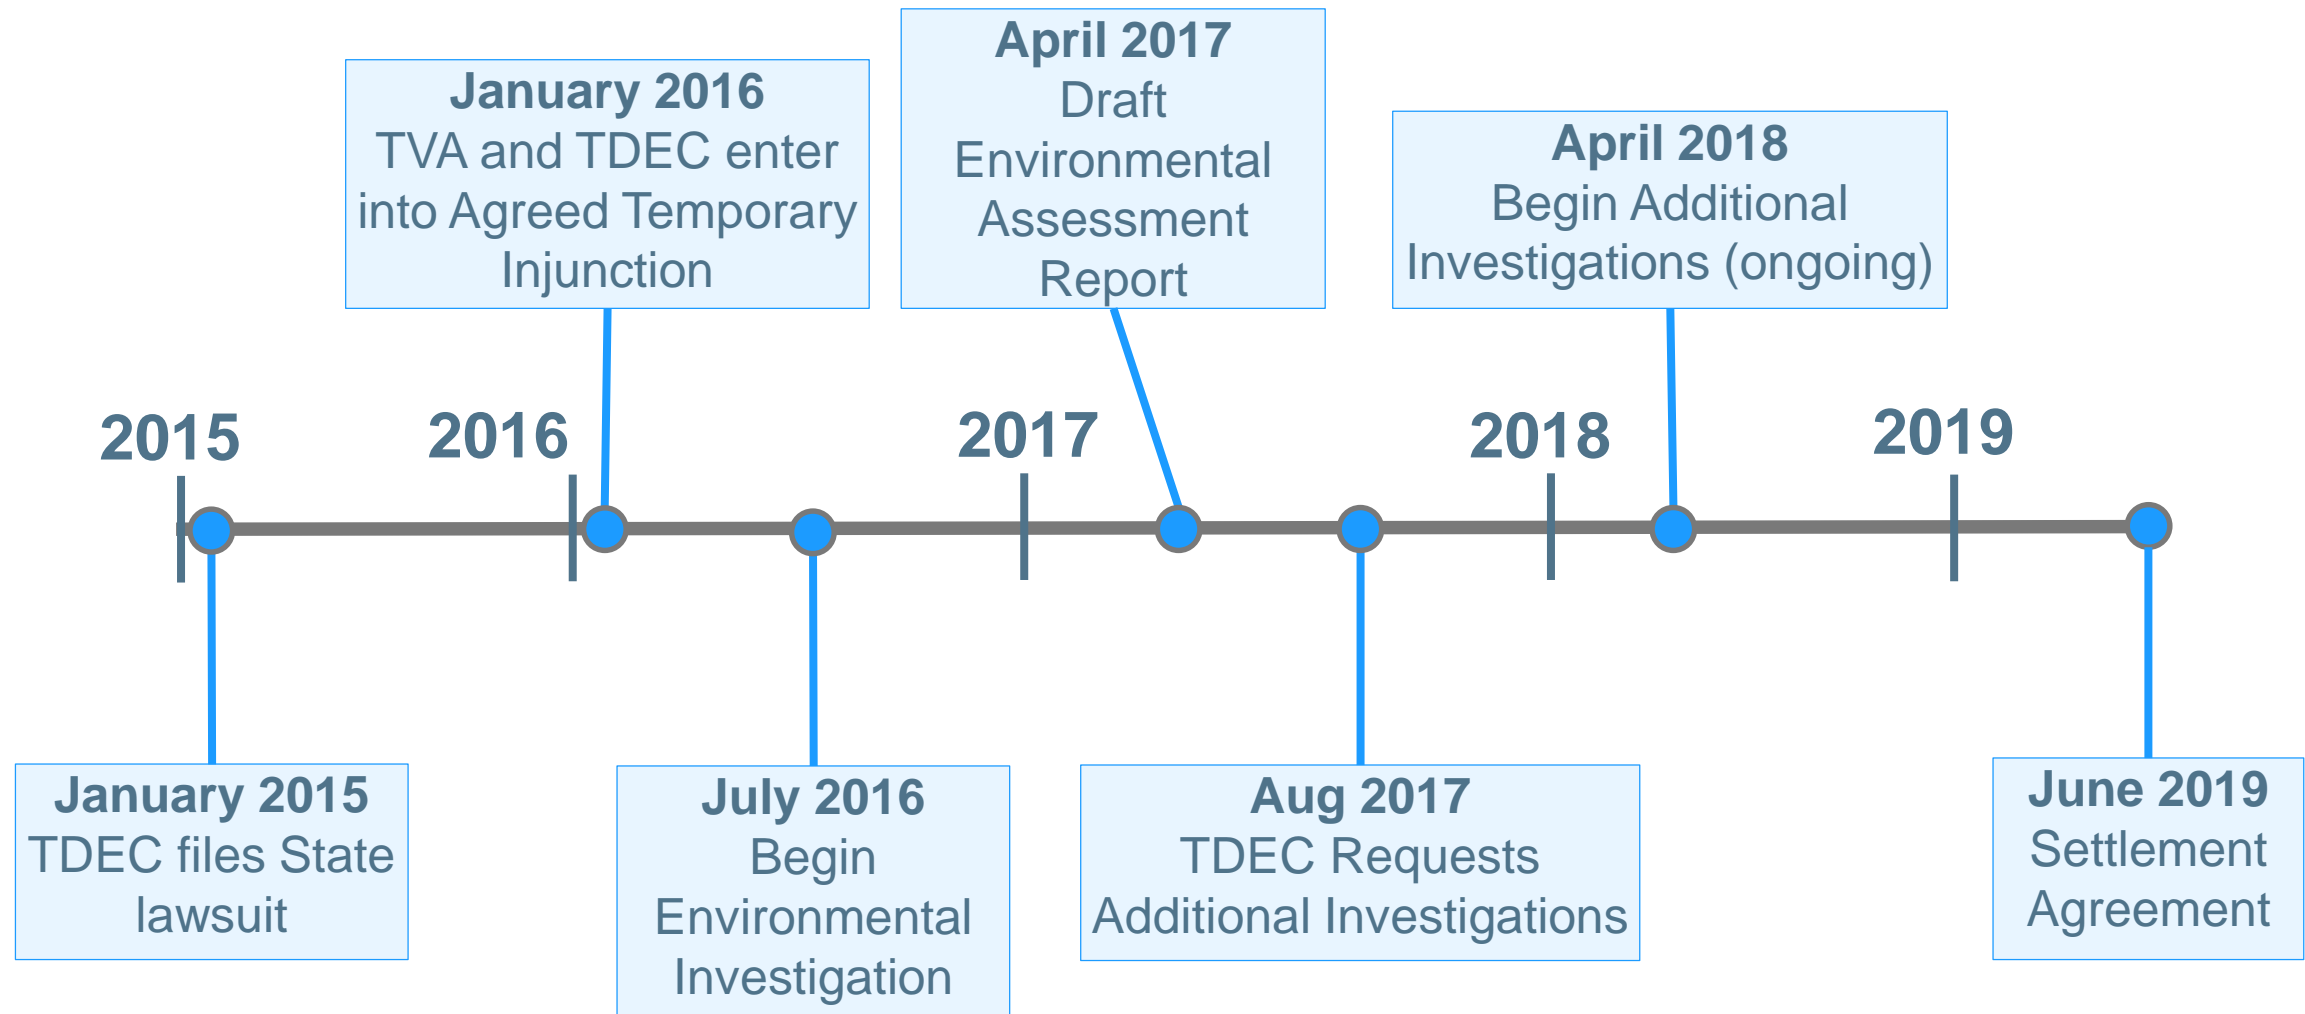 April 2017
Draft
Environmental
Assessment
Report
January 2016
TVA and TDEC enter
into Agreed Temporary
Injunction
April 2018
Begin Additional
Investigations (ongoing)
2015
2016
2017
2018
2019
January 2015
TDEC files State
lawsuit
July 2016
Begin
Environmental
Investigation
Aug 2017
TDEC Requests
Additional Investigations
June 2019
Settlement
Agreement